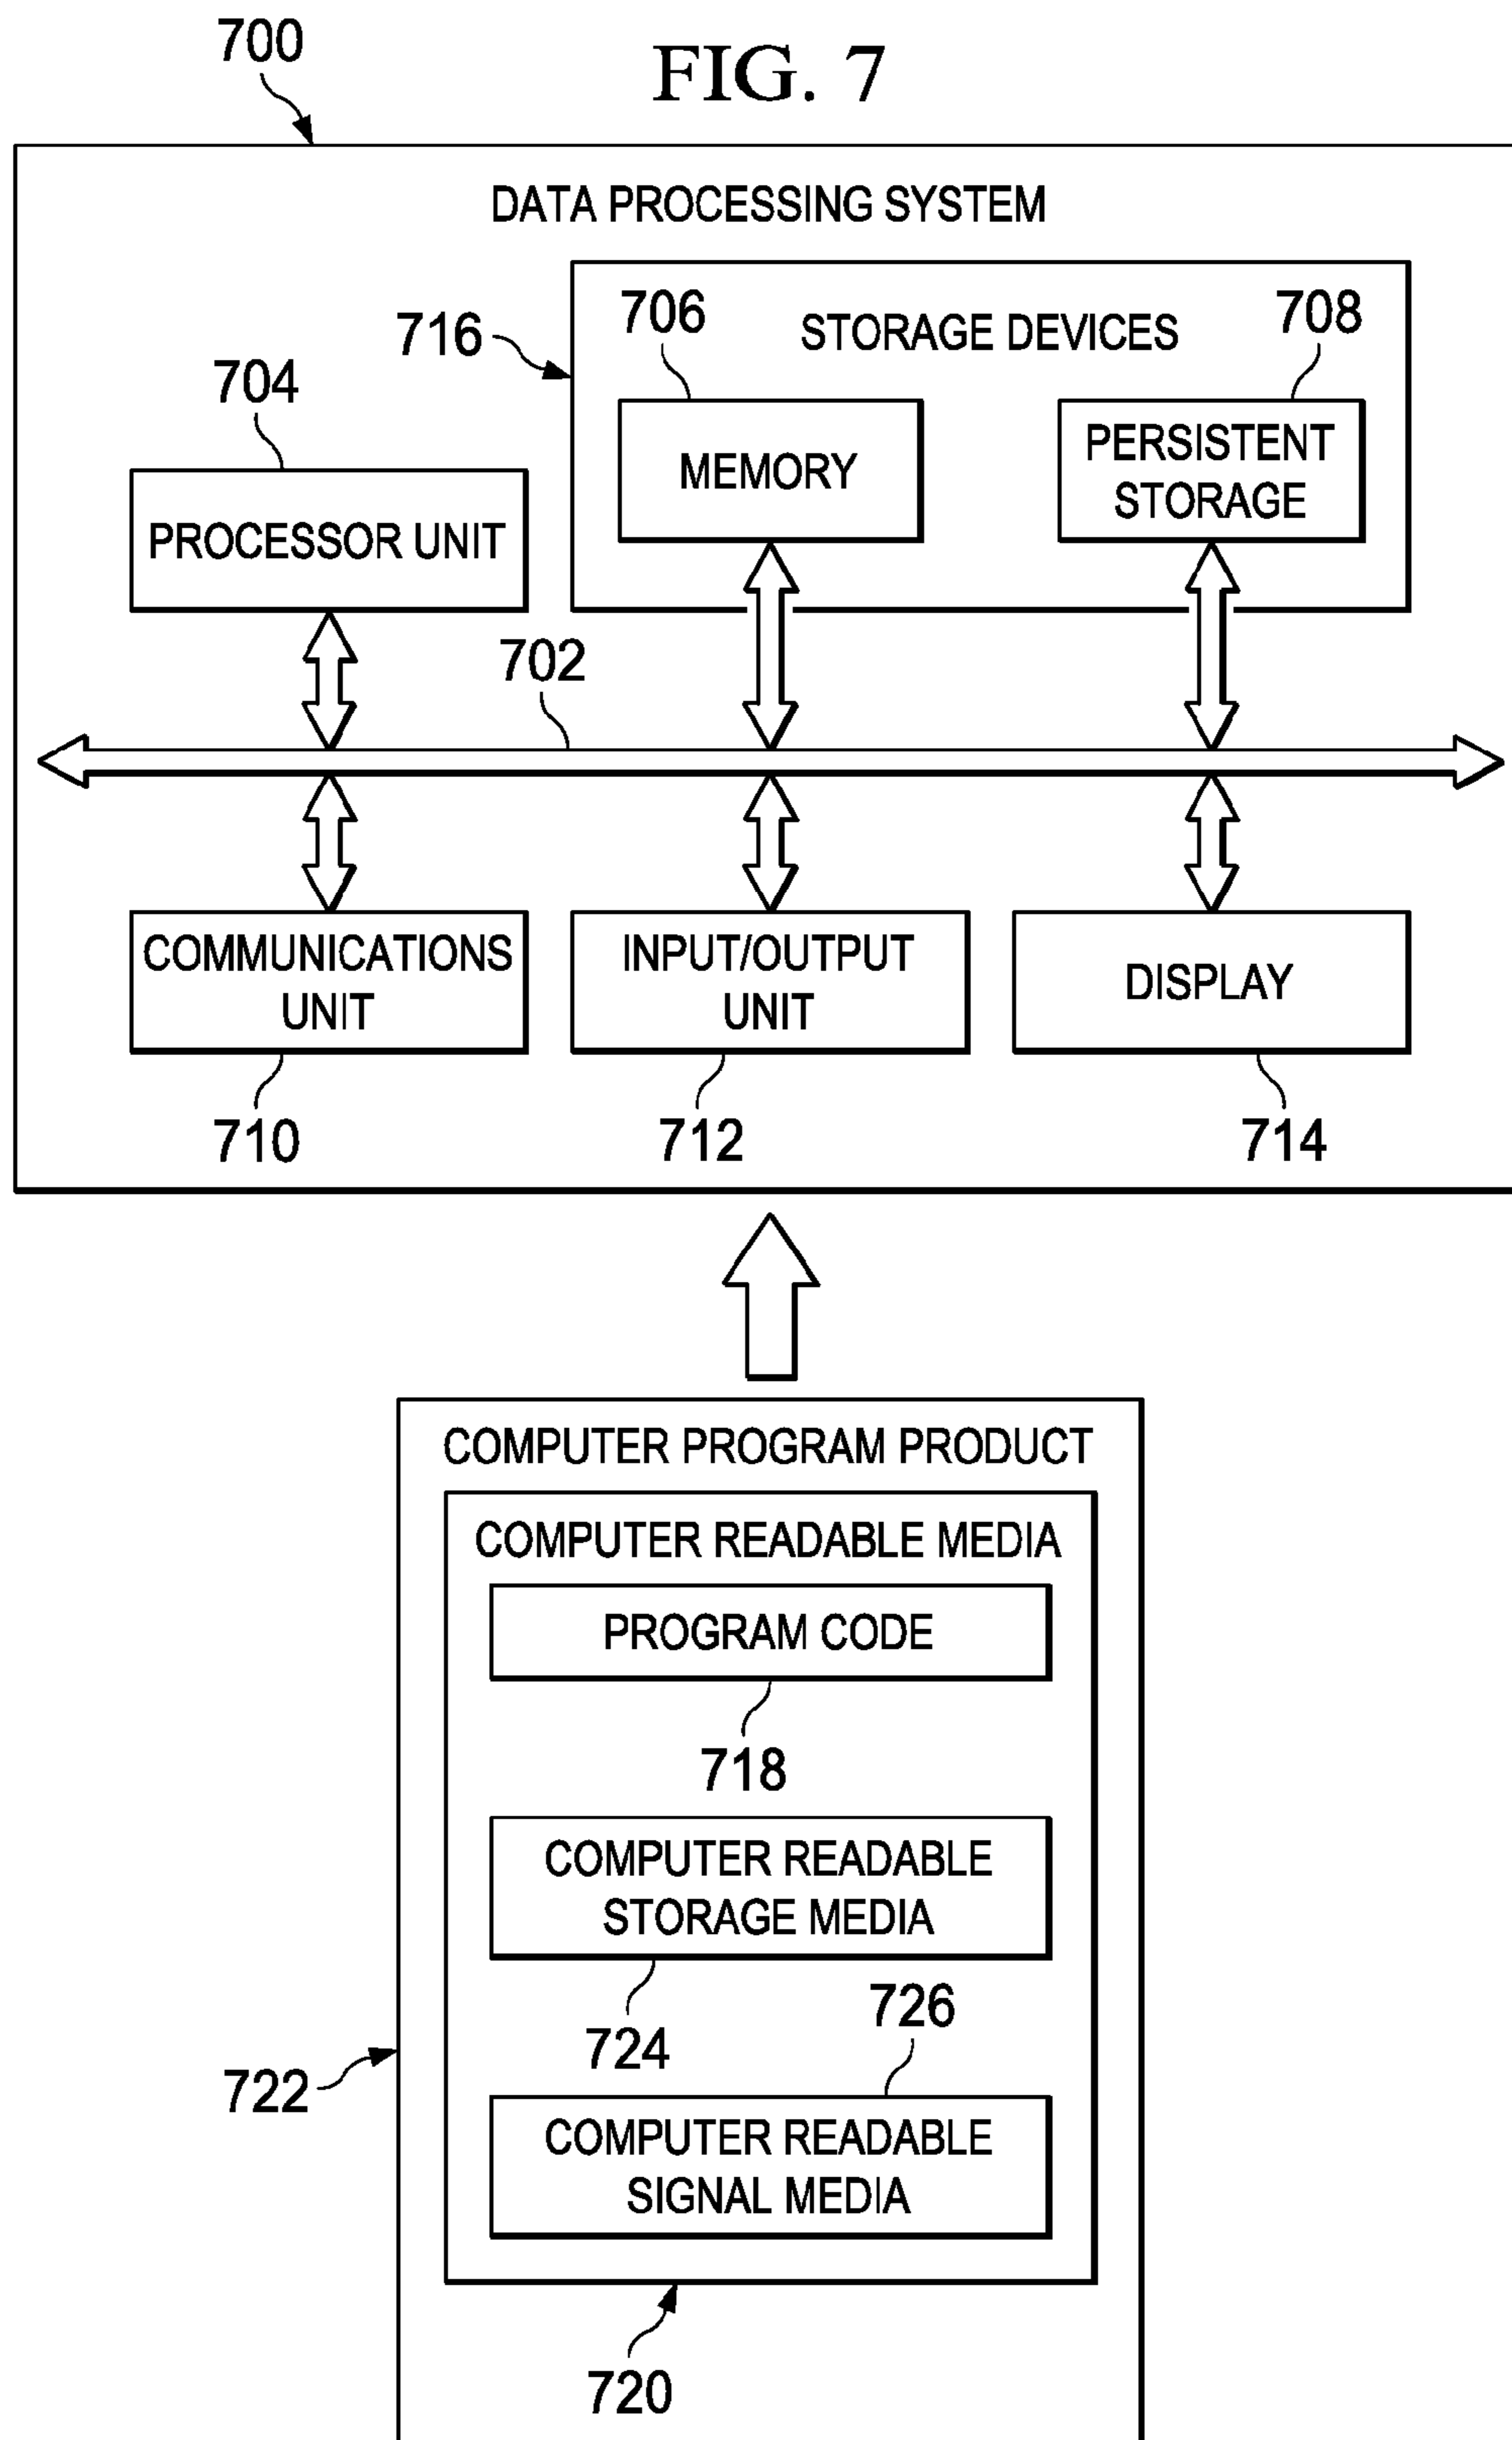 700
FIG. 7
DATA PROCESSING SYSTEM
716
706
STORAGE DEVICES
708
704
MEMORY
PERSISTENT
STORAGE
PROCESSOR UNIT
702
COMMUNICATIONS
UNIT
INPUT/OUTPUT
UNIT
DISPLAY
710
712
714
COMPUTER PROGRAM PRODUCT
COMPUTER READABLE MEDIA
PROGRAM CODE
718
COMPUTER READABLE
STORAGE MEDIA
724
726
722
COMPUTER READABLE
SIGNAL MEDIA
720